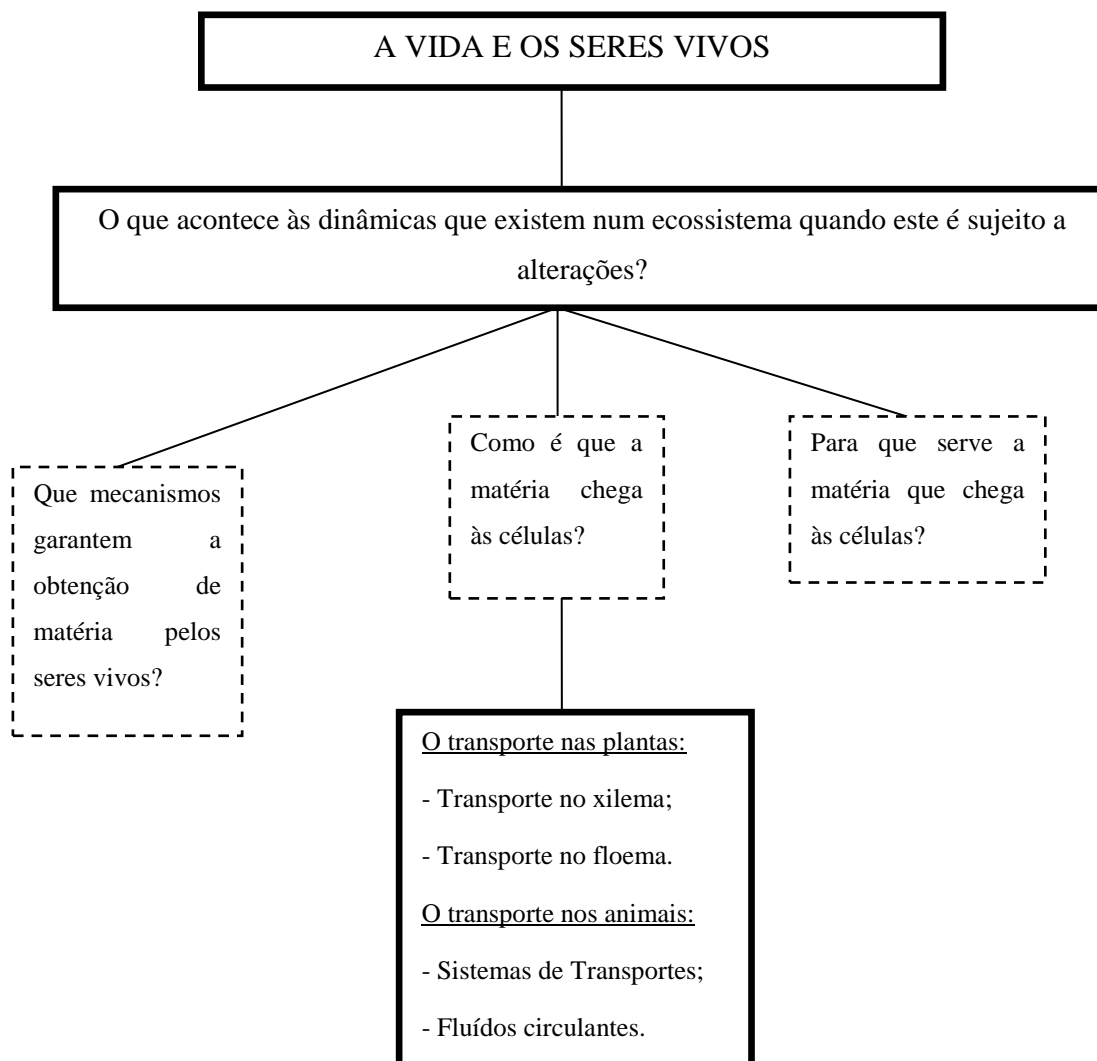 A VIDA E OS SERES VIVOS
O que acontece às dinâmicas que existem num ecossistema quando este é sujeito a
alterações?
Que mecanismos
garantem a
obtenção de
matéria pelos
seres vivos?
Como é que a
matéria chega
às células?
Para que serve a
matéria que chega
às células?
O transporte nas plantas:
- Transporte no xilema;
- Transporte no floema.
O transporte nos animais:
- Sistemas de Transportes;
- Fluídos circulantes.